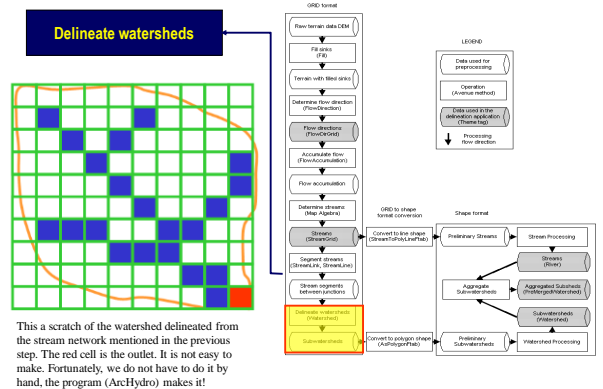 Delineate watersheds
This a scratch of the watershed delineated from
the stream network mentioned in the previous
step. The red cell is the outlet. It is not easy to
make. Fortunately, we do not have to do it by
hand, the program (ArcHydro) makes it!
GRID format
Raw terrain data DEM
Fill sinks
(Fill)
Terrain with filled sinks
Determine flow direction
(FlowDirection)
Flow directions
(FlowDirGrid)
Accumulate flow
(FlowAccumulation)
Flow accumulation
Determine streams
(Map Algebra)
Streams
(StreamGrid)
Segment streams
(StreamLink, StreamLine)
Stream segments
between junctions
Delineate watersheds
(Watershed)
Subwatersheds
GRID to shape
format conversion
Convert to line shape
(StreamToPolyLineFtab)
Convert to polygon shape
(AsPolygonFtab)
Shape format
Preliminary Streams
Stream Processing
Streams
(River)
Aggregate
Subwatersheds
Aggregated Subsheds
(PreMergedWatershed)
Subwatersheds
(Watershed)
Preliminary
Subwatersheds
Watershed Processing
LEGEND
Data used for
preprocessing
Operation
(Avenue method)
Data used in the
delineation application
(Theme tag)
Processing
flow direction